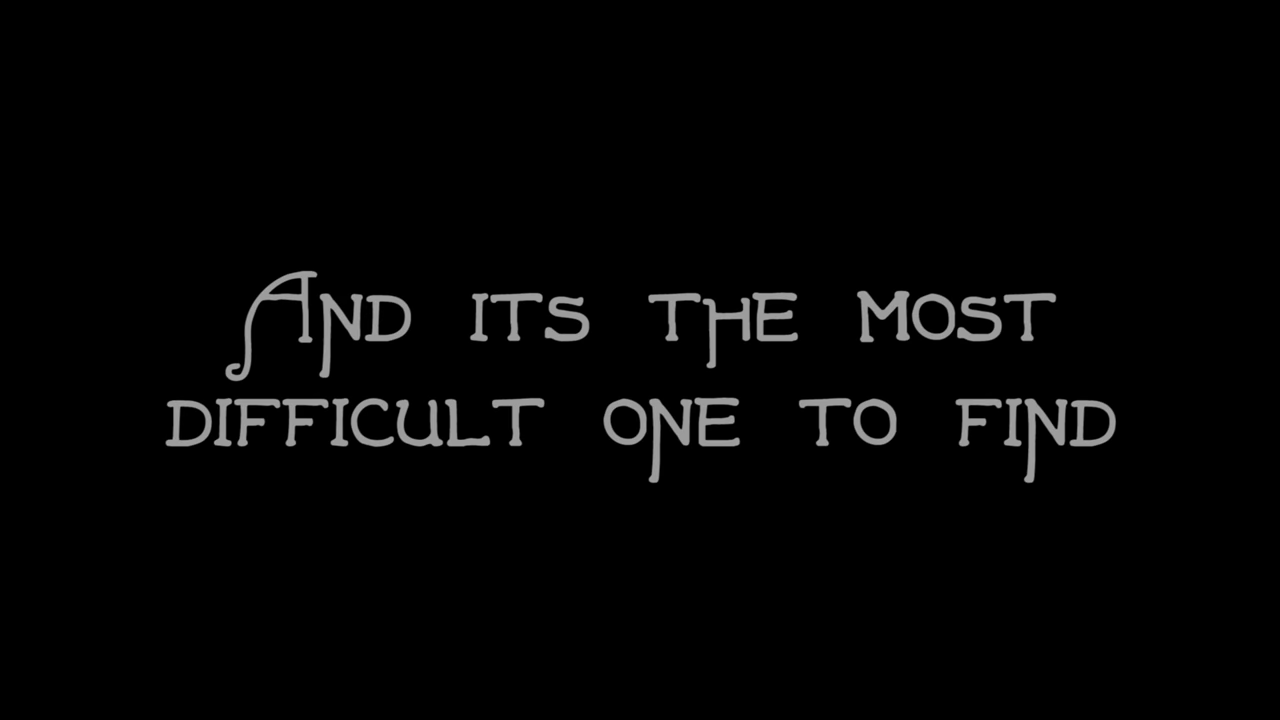 And its the most
difficult one to find